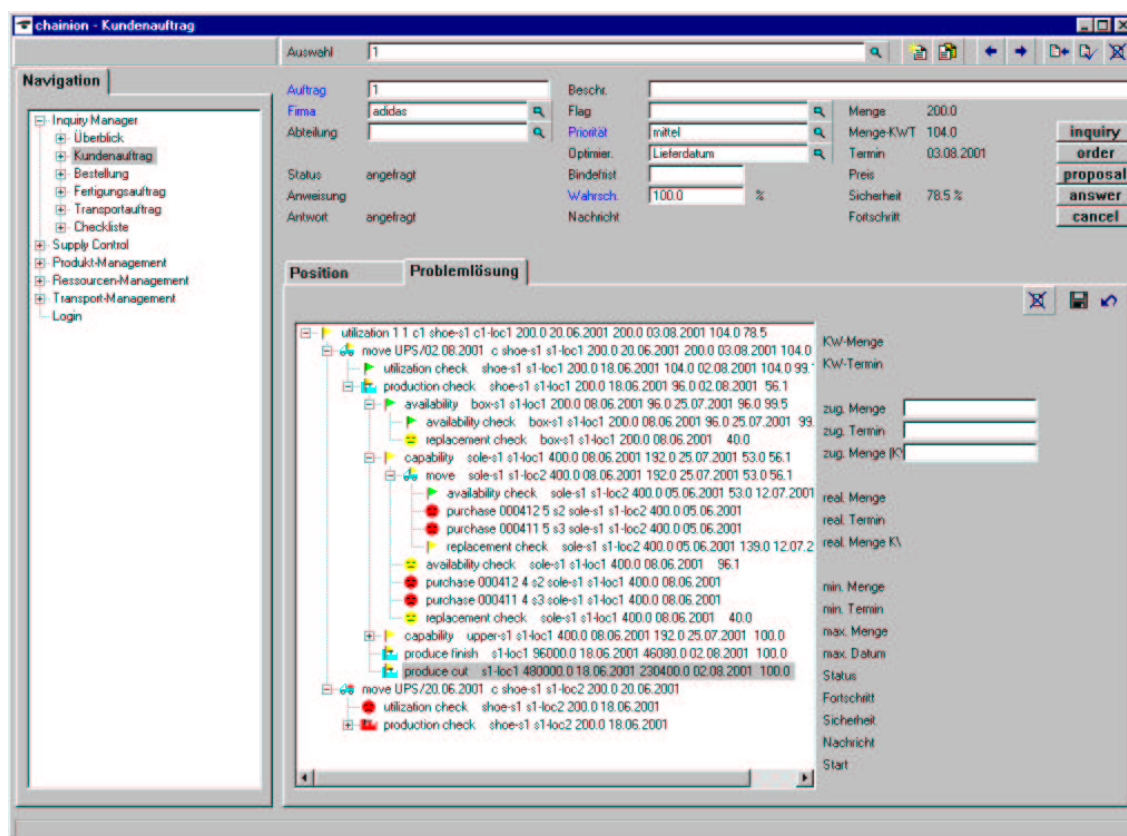 chainion - Kundenauftrag
Auswahl 1
Navigation
Inquiry Manager
Überblick
Kundenauftrag
Bestellung
Fertigungsauftrag
Transportauftrag
Checkliste
Supply Control
Produkt-Management
Ressourcen-Management
Transport-Management
Login
Auftrag 1 Beschr.
Firma adidas Flag Menge 200.0
Abteilung Priorität mittel Menge-KWT 104.0 inquiry
Optimier. Lieferdatum Termin 03.08.2001 order
Status angefragt Bindefrist Preis proposal
Anweisung Wahrsch. 100.0 % Sicherheit 78.5 % answer
Antwort angefragt Nachricht Fortschritt cancel
Position Problemlösung
utilization 1 1 c1 shoe-s1 c1-loc1 200.0 20.06.2001 200.0 03.08.2001 104.0 78.5
move UPS/02.08.2001 c shoe-s1 s1-loc1 200.0 20.06.2001 200.0 03.08.2001 104.0
utilization check shoe-s1 s1-loc1 200.0 18.06.2001 104.0 02.08.2001 104.0 99.
production check shoe-s1 s1-loc1 200.0 18.06.2001 96.0 02.08.2001 56.1
availability box-s1 s1-loc1 200.0 08.06.2001 96.0 25.07.2001 96.0 99.5
availability check box-s1 s1-loc1 200.0 08.06.2001 96.0 25.07.2001 99.
replacement check box-s1 s1-loc1 200.0 08.06.2001 40.0
capability sole-s1 s1-loc1 400.0 08.06.2001 192.0 25.07.2001 53.0 56.1
move sole-s1 s1-loc2 400.0 08.06.2001 192.0 25.07.2001 53.0 56.1
availability check sole-s1 s1-loc2 400.0 05.06.2001 53.0 12.07.2001
purchase 000412 5 s2 sole-s1 s1-loc2 400.0 05.06.2001
purchase 000411 5 s3 sole-s1 s1-loc2 400.0 05.06.2001
replacement check sole-s1 s1-loc2 400.0 05.06.2001 139.0 12.07.2
availability check sole-s1 s1-loc1 400.0 08.06.2001 96.1
purchase 000412 4 s2 sole-s1 s1-loc1 400.0 08.06.2001
purchase 000411 4 s3 sole-s1 s1-loc1 400.0 08.06.2001
replacement check sole-s1 s1-loc1 400.0 08.06.2001 40.0
capability upper-s1 s1-loc1 400.0 08.06.2001 192.0 25.07.2001 100.0
produce finish s1-loc1 96000.0 18.06.2001 46080.0 02.08.2001 100.0
produce cut s1-loc1 480000.0 18.06.2001 230400.0 02.08.2001 100.0
move UPS/20.06.2001 c shoe-s1 s1-loc2 200.0 20.06.2001
utilization check shoe-s1 s1-loc2 200.0 18.06.2001
production check shoe-s1 s1-loc2 200.0 18.06.2001
KW-Menge
KW-Termin
zug. Menge
zug. Termin
zug. Menge (K
real. Menge
real. Termin
real. Menge K
min. Menge
min. Termin
max. Menge
max. Datum
Status
Fortschritt
Sicherheit
Nachricht
Start